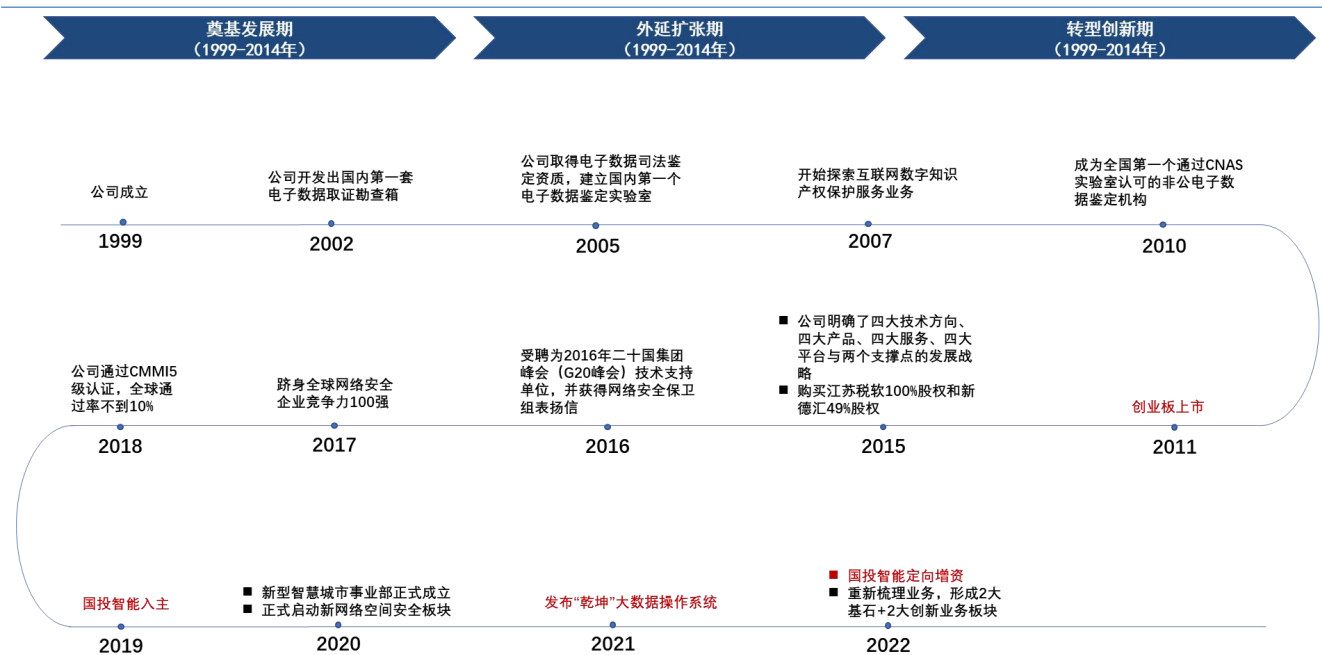 奠基发展期
（1999-2014年）
外延扩张期
（1999-2014年）
转型创新期
（1999-2014年）
公司成立
1999
公司开发出国内第一套
电子数据取证勘查箱
2002
公司取得电子数据司法鉴
定资质，建立国内第一个
电子数据鉴定实验室
2005
开始探索互联网数字知识
产权保护服务业务
2007
成为全国第一个通过CNAS
实验室认可的非公电子数
据鉴定机构
2010
创业板上市
2011
■ 公司明确了四大技术方向、
四大产品、四大服务、四大
平台与两个支撑点的发展战
略
■ 购买江苏税软100%股权和新
德汇49%股权
2015
受聘为2016年二十国集团
峰会（G20峰会）技术支持
单位，并获得网络安全保卫
组表扬信
2016
跻身全球网络安全
企业竞争力100强
2017
公司通过CMMI5
级认证，全球通
过率不到10%
2018
国投智能入主
2019
■ 新型智慧城市事业部正式成立
■ 正式启动新网络空间安全板块
2020
发布“乾坤”大数据操作系统
2021
■ 国投智能定向增资
■ 重新梳理业务，形成2大
基石+2大创新业务板块
2022